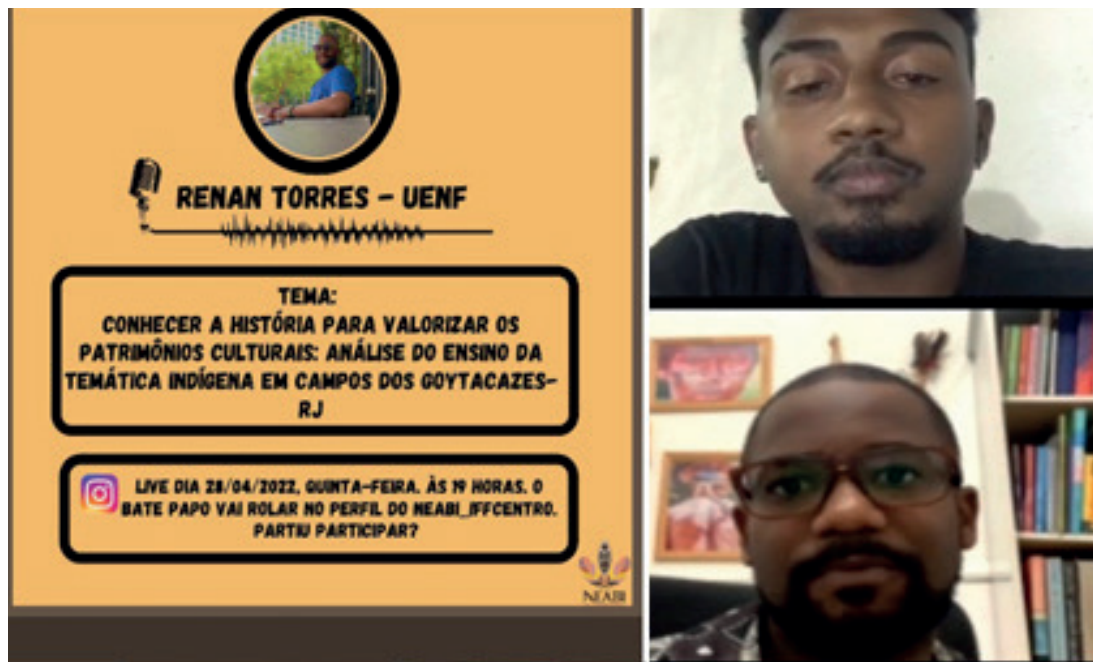 RENAN TORRES - UENF
TEMA:
CONHECER A HISTÓRIA PARA VALORIZAR OS
PATRIMÔNIOS CULTURAIS: ANÁLISE DO ENSINO DA
TEMÁTICA INDÍGENA EM CAMPOS DOS GOYTACAZES-
RJ
LIVE DIA 28/04/2022, QUINTA-FEIRA. ÀS 19 HORAS. O
BATE PAPO VAI ROLAR NO PERFIL DO NEABI_IFFCENTRO.
PARTIU PARTICIPAR?
NEABI